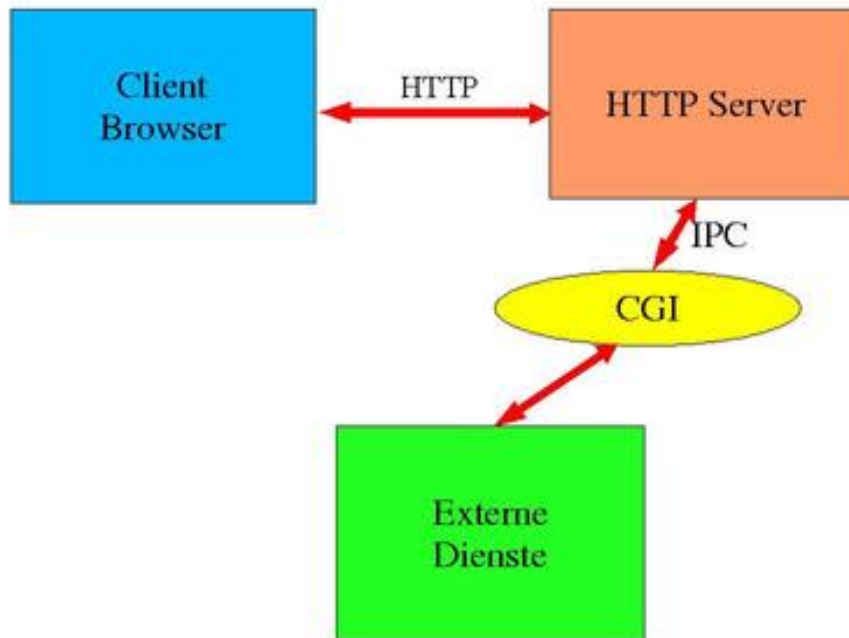 Client
Browser
HTTP
HTTP Server
IPC
CGI
Externe
Dienste